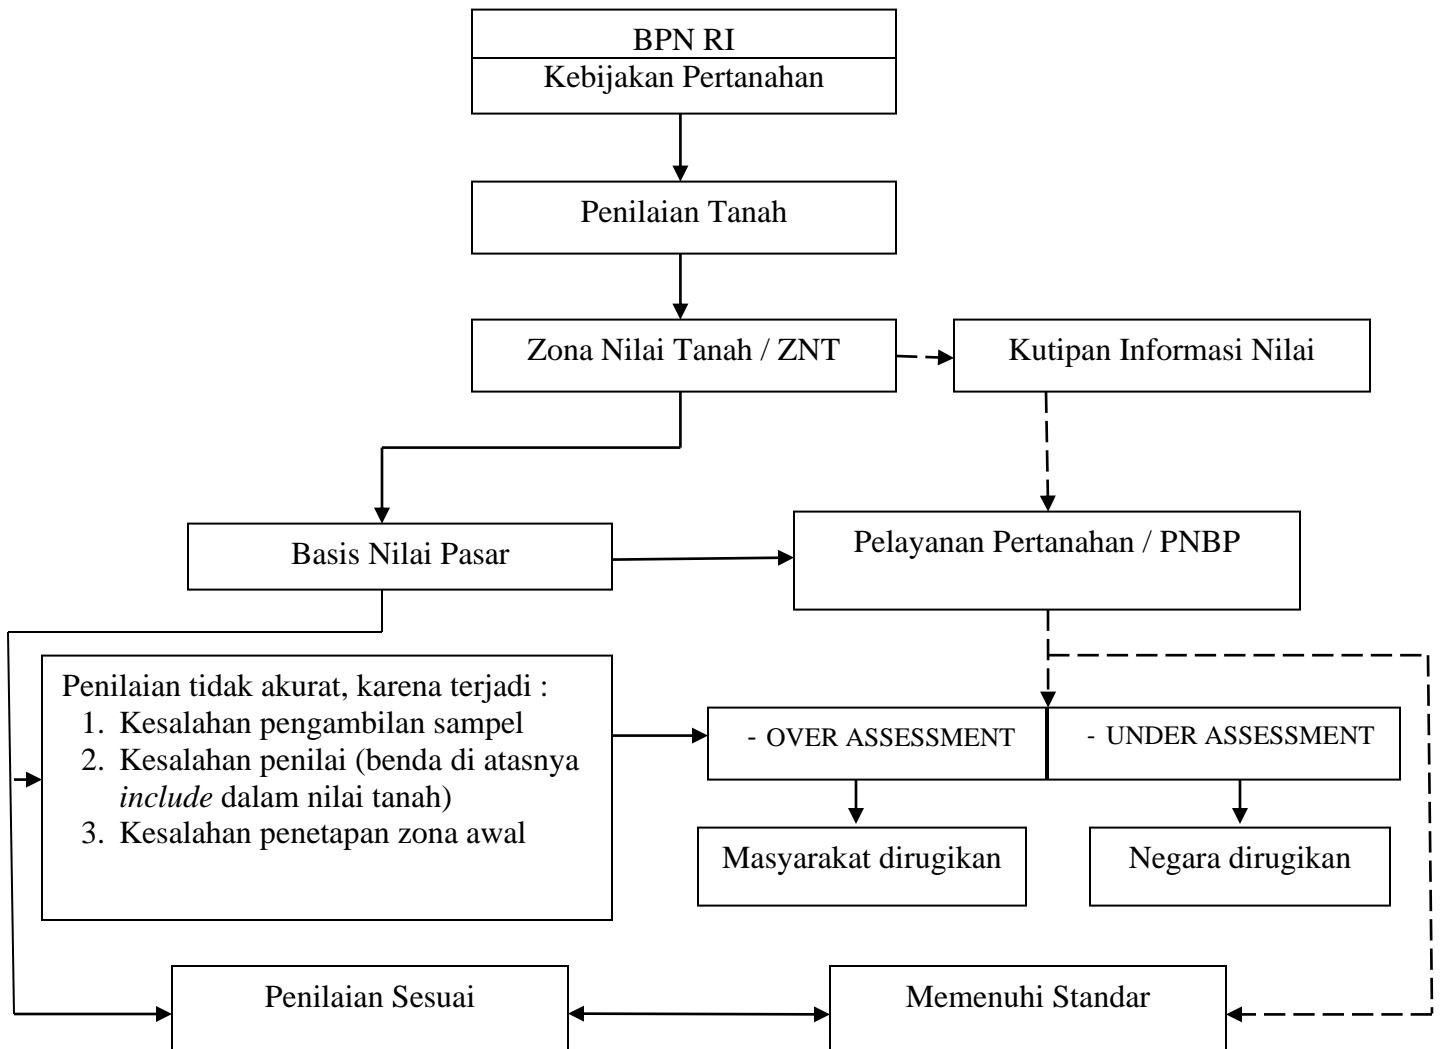 BPN RI
Kebijakan Pertanahan
Penilaian Tanah
Zona Nilai Tanah / ZNT
Kutipan Informasi Nilai
Basis Nilai Pasar
Pelayanan Pertanahan / PNBP
Penilaian tidak akurat, karena terjadi :
1. Kesalahan pengambilan sampel
2. Kesalahan penilai (benda di atasnya
include dalam nilai tanah)
3. Kesalahan penetapan zona awal
- OVER ASSESSMENT
- UNDER ASSESSMENT
Masyarakat dirugikan
Negara dirugikan
Penilaian Sesuai
Memenuhi Standar